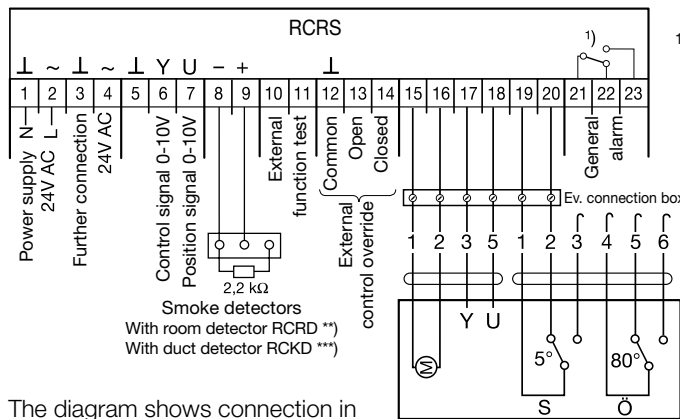 RCRS
⊥ ~ ⊥ ~ ⊥ Y U − + ⊥ 1)
1
1 2 3 4 5 6 7 8 9 10 11 12 13 14 15 16 17 18 19 20 21 22 23
Power supply N
24V AC L
Further connection
24V AC
Control signal 0-10V
Position signal 0-10V
External
function test
Common
Open
Closed
External
control override
General
alarm
Ev. connection box
1 2 3 5 1 2 3 4 5 6
2,2 kΩ
Smoke detectors
With room detector RCRD **)
With duct detector RCKD ***)
Y U
M
5° 80°
S Ö
The diagram shows connection in